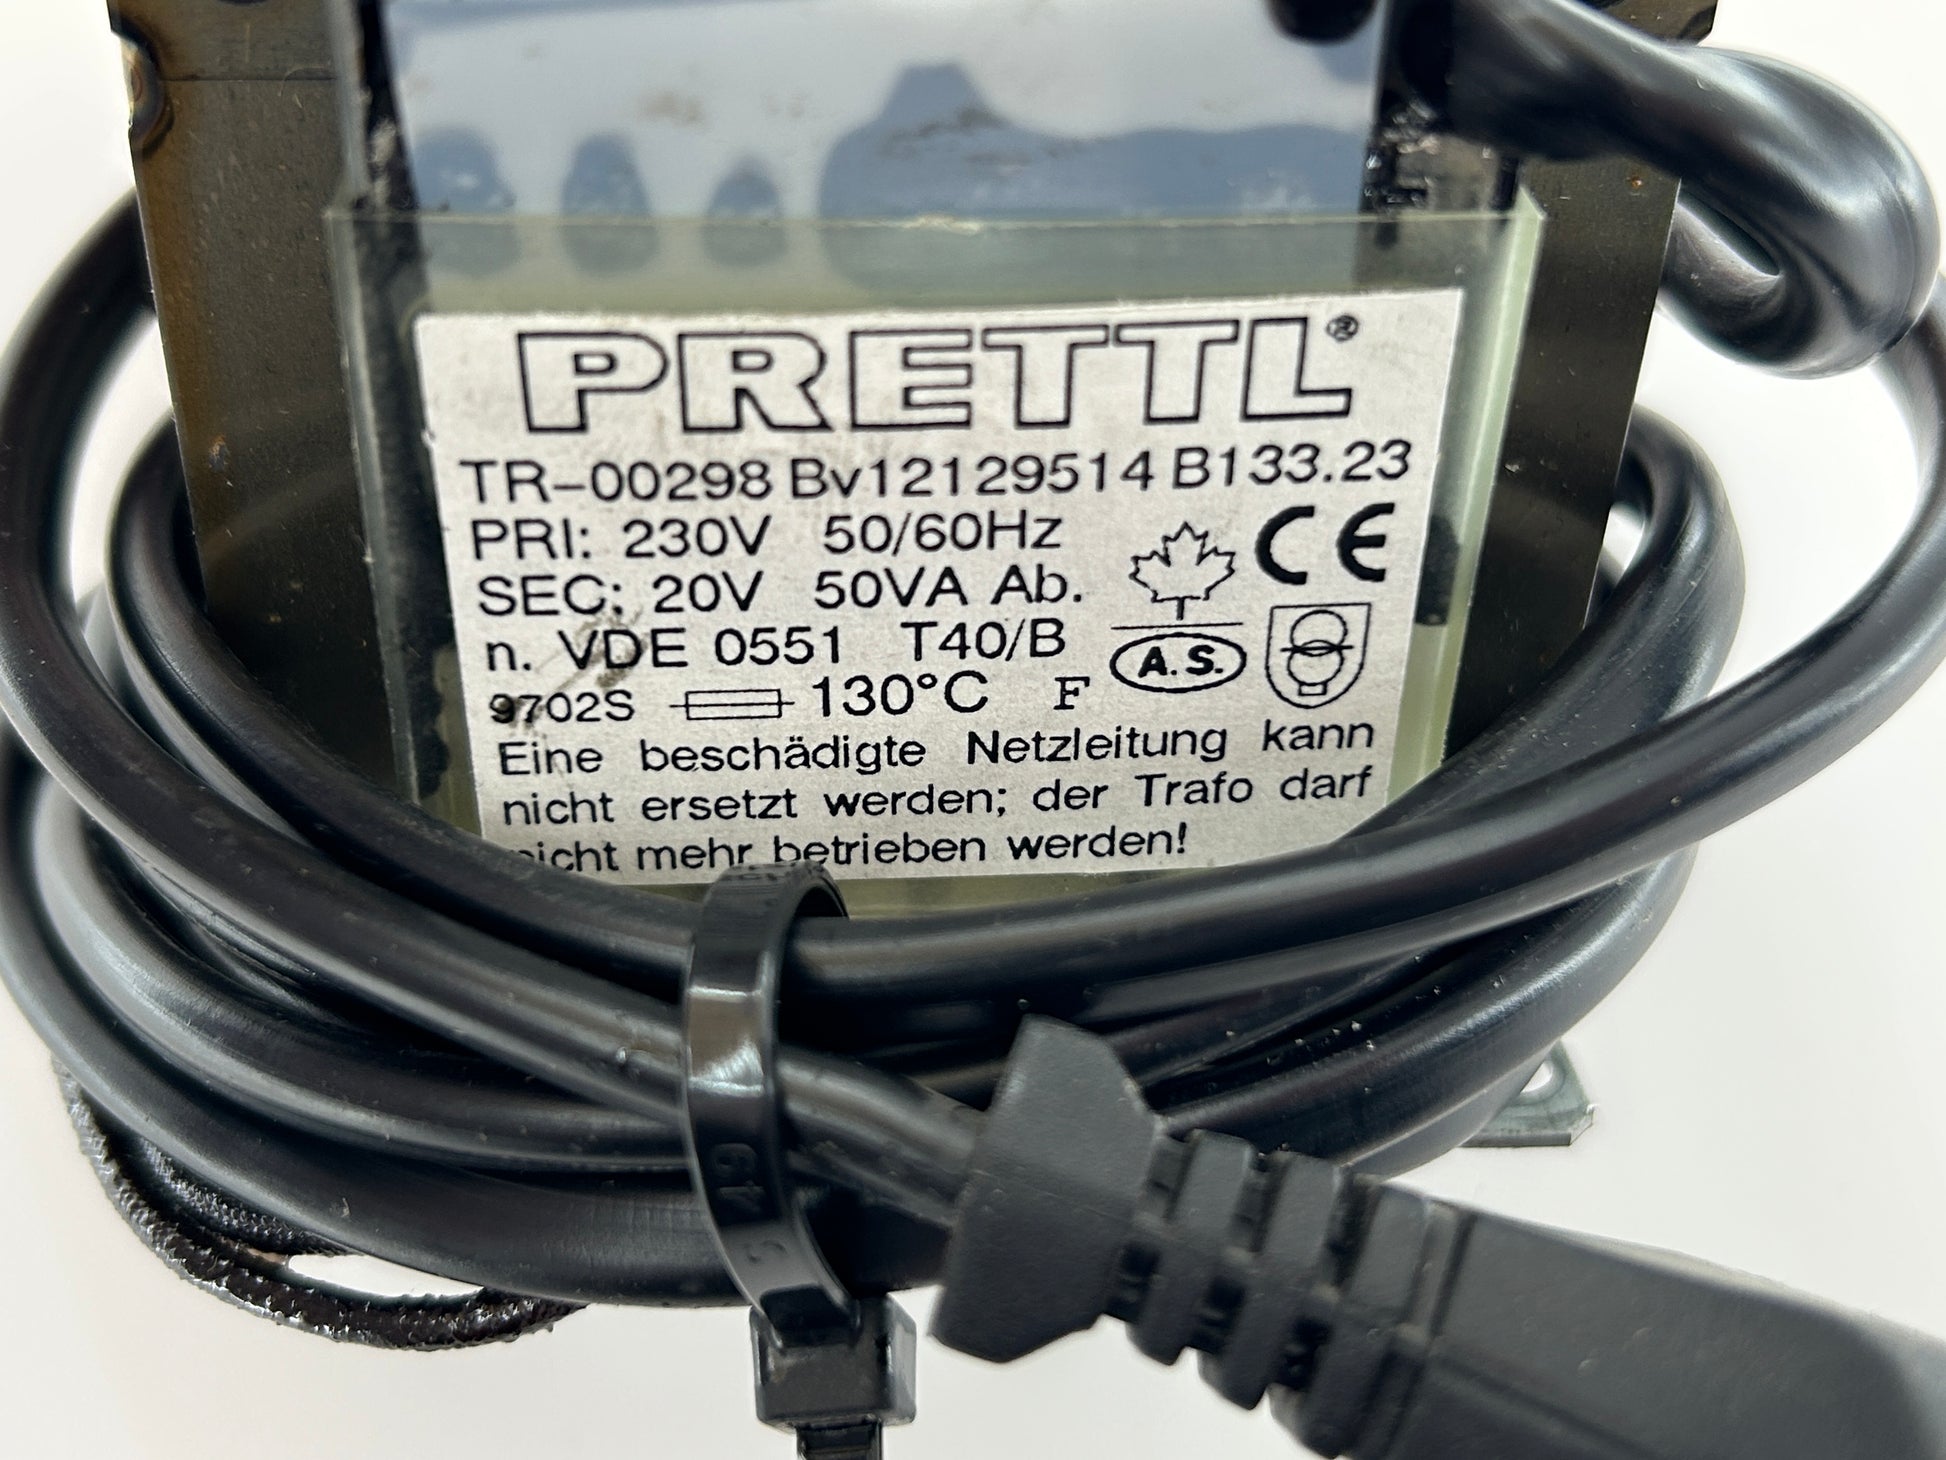 PRETTL®
TR-00298 Bv12129514 B133.23
PRI: 230V 50/60Hz
SEC: 20V 50VA Ab.
n. VDE 0551 T40/B
CE
A.S.
9702S 130°C F
Eine beschädigte Netzleitung kann
nicht ersetzt werden; der Trafo darf
nicht mehr betrieben werden!